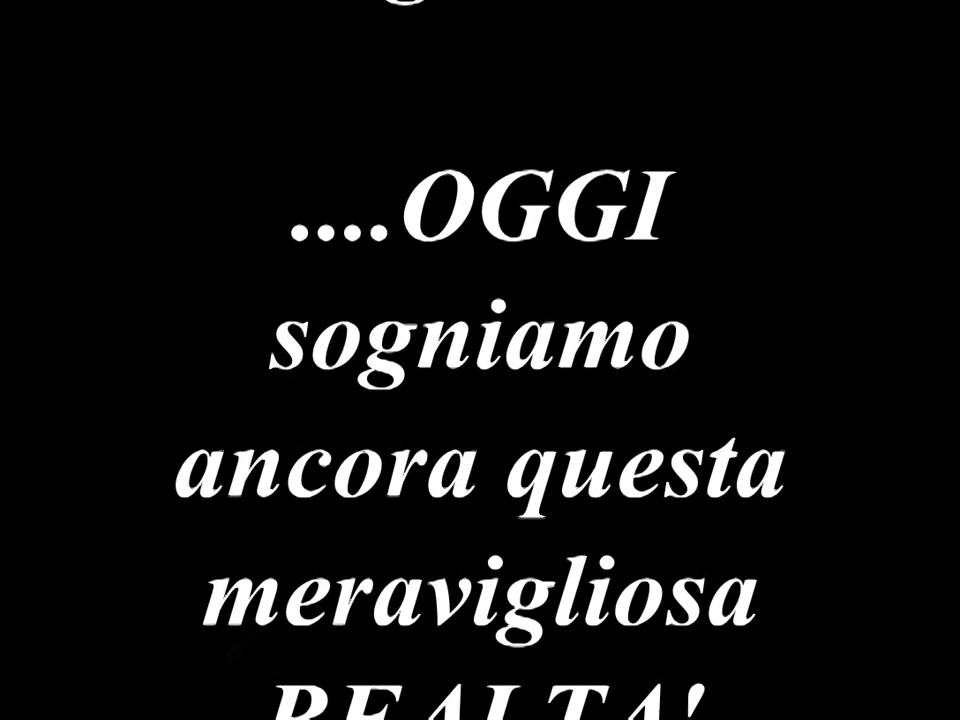 ....OGGI
sogniamo
ancora questa
meravigliosa
REALTA'